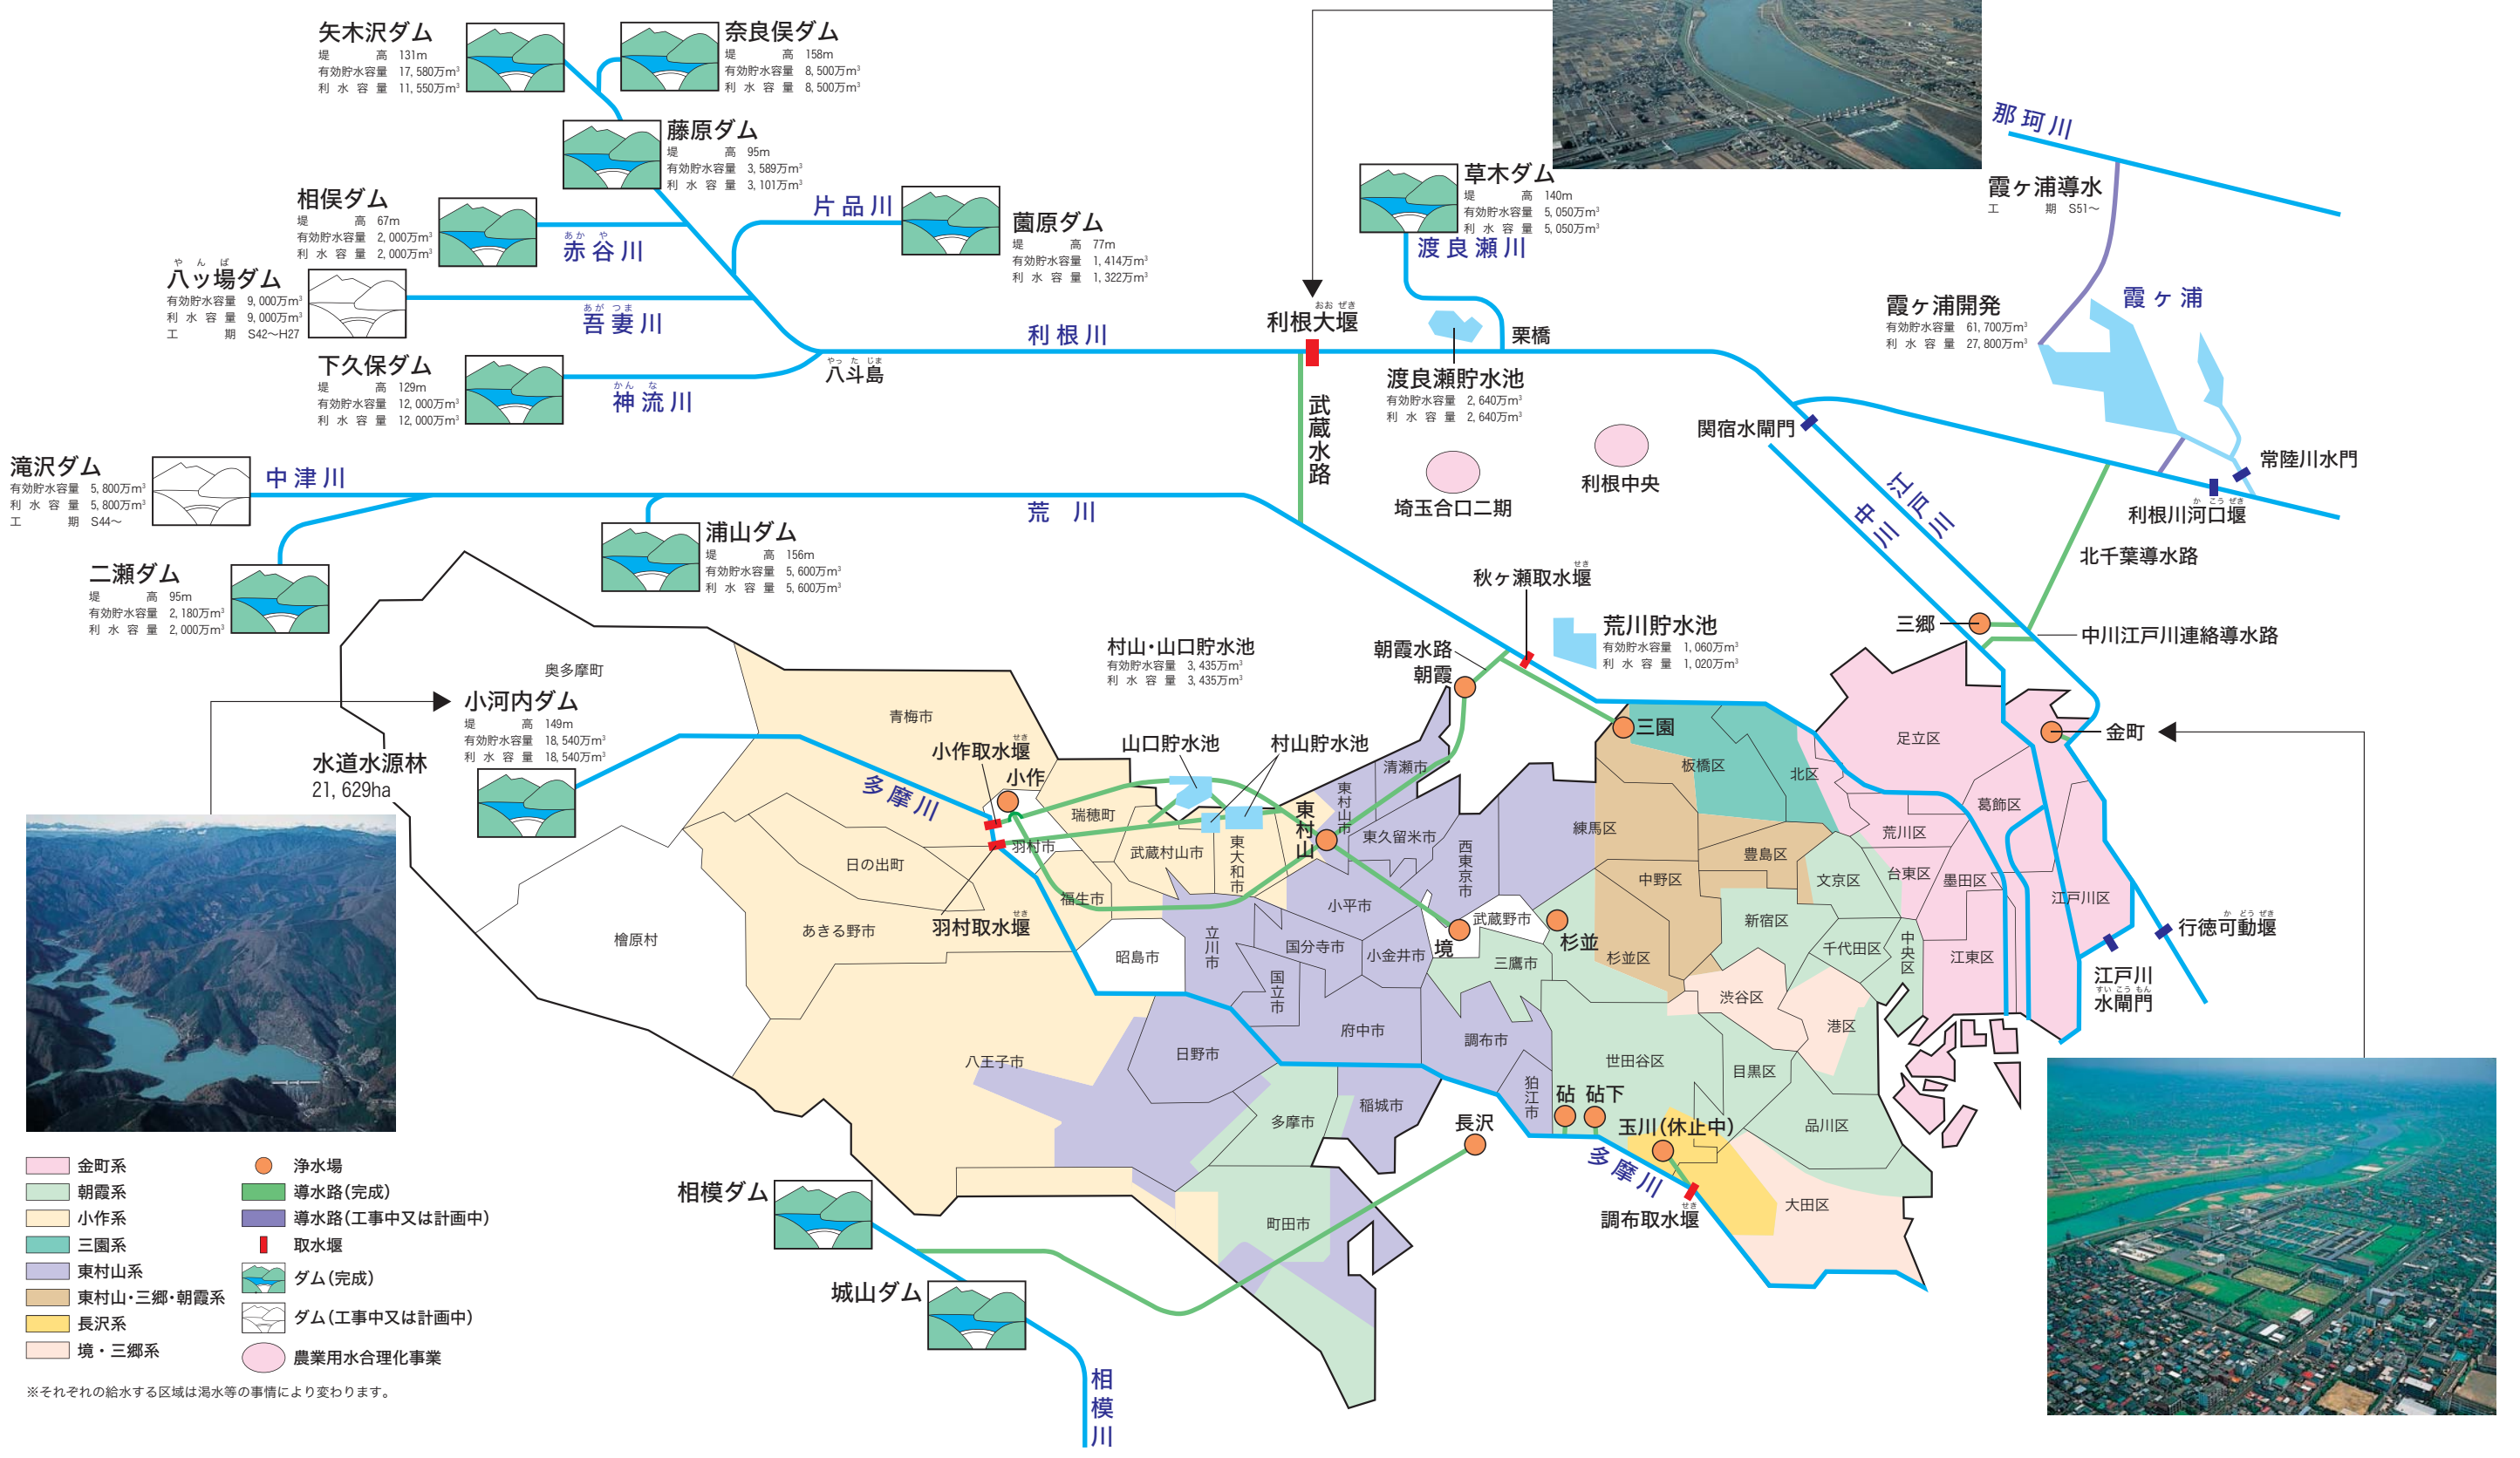 矢木沢ダム
堤高 131m
有効貯水容量 17,580万m³
利水容量 11,550万m³
奈良俣ダム
堤高 158m
有効貯水容量 8,500万m³
利水容量 8,500万m³
藤原ダム
堤高 95m
有効貯水容量 3,589万m³
利水容量 3,101万m³
相俣ダム
堤高 67m
有効貯水容量 2,000万m³
利水容量 2,000万m³
あか や
赤谷川
片品川
薗原ダム
堤高 77m
有効貯水容量 1,414万m³
利水容量 1,322万m³
やんば
八ッ場ダム
有効貯水容量 9,000万m³
利水容量 9,000万m³
工期 S42〜H27
あが つま
吾妻川
下久保ダム
堤高 129m
有効貯水容量 12,000万m³
利水容量 12,000万m³
かん な
神流川
やっ た じま
八斗島
利根川
おお ぜき
利根大堰
草木ダム
堤高 140m
有効貯水容量 5,050万m³
利水容量 5,050万m³
渡良瀬川
栗橋
渡良瀬貯水池
有効貯水容量 2,640万m³
利水容量 2,640万m³
武蔵水路
埼玉合口二期
利根中央
那珂川
霞ヶ浦導水
工期 S51〜
霞ヶ浦
霞ヶ浦開発
有効貯水容量 61,700万m³
利水容量 27,800万m³
関宿水閘門
常陸川水門
か こう ぜき
利根川河口堰
江戸川
中川
北千葉導水路
三郷
中川江戸川連絡導水路
滝沢ダム
有効貯水容量 5,800万m³
利水容量 5,800万m³
工期 S44〜
中津川
荒川
二瀬ダム
堤高 95m
有効貯水容量 2,180万m³
利水容量 2,000万m³
浦山ダム
堤高 156m
有効貯水容量 5,600万m³
利水容量 5,600万m³
せき
秋ヶ瀬取水堰
荒川貯水池
有効貯水容量 1,060万m³
利水容量 1,020万m³
朝霞水路
朝霞
三園
村山・山口貯水池
有効貯水容量 3,435万m³
利水容量 3,435万m³
山口貯水池
村山貯水池
奥多摩町
小河内ダム
堤高 149m
有効貯水容量 18,540万m³
利水容量 18,540万m³
水道水源林
21,629ha
青梅市
せき
小作取水堰
小作
多摩川
瑞穂町
羽村市
武蔵村山市
東大和市
東村山
東村山市
清瀬市
東久留米市
西東京市
日の出町
せき
羽村取水堰
福生市
あきる野市
檜原村
昭島市
立川市
小平市
国分寺市
国立市
小金井市
武蔵野市
境
杉並
三鷹市
府中市
調布市
日野市
八王子市
多摩市
稲城市
狛江市
町田市
練馬区
板橋区
北区
足立区
葛飾区
荒川区
豊島区
中野区
文京区
台東区
墨田区
江戸川区
新宿区
千代田区
中央区
江東区
杉並区
渋谷区
港区
世田谷区
目黒区
品川区
大田区
金町
か どう ぜき
行徳可動堰
江戸川
すい こう もん
水閘門
砧
砧下
玉川(休止中)
長沢
多摩川
せき
調布取水堰
相模ダム
城山ダム
相模川
金町系
朝霞系
小作系
三園系
東村山系
東村山・三郷・朝霞系
長沢系
境・三郷系
浄水場
導水路(完成)
導水路(工事中又は計画中)
取水堰
ダム(完成)
ダム(工事中又は計画中)
農業用水合理化事業
※それぞれの給水する区域は渇水等の事情により変わります。